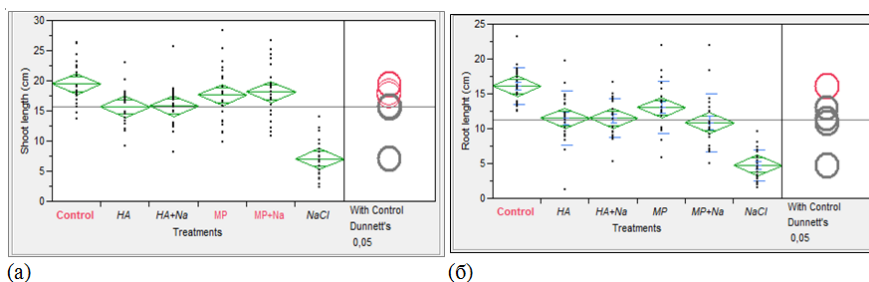 30
25
20
15
10
5
0
Shoot length (cm)
Control HA HA+Na MP MP+Na NaCl
Treatments
With Control
Dunnett's
0,05
(а)
25
20
15
10
5
0
Root lenght (cm)
Control HA HA+Na MP MP+Na NaCl
Treatments
With Control
Dunnett's
0,05
(б)